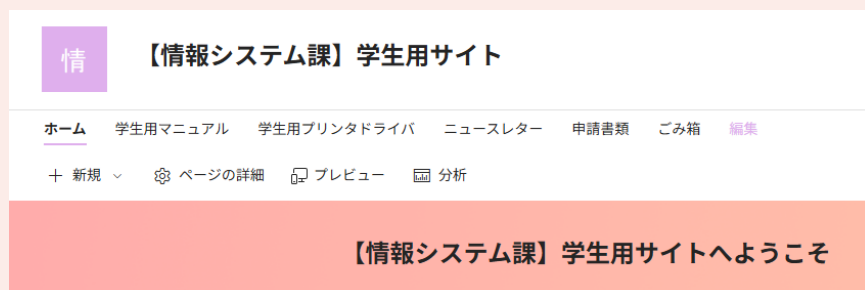 情
【情報システム課】学生用サイト
ホーム 学生用マニュアル 学生用プリンタドライバ ニュースレター 申請書類 ごみ箱 編集
新規 ページの詳細 プレビュー 分析
【情報システム課】学生用サイトへようこそ